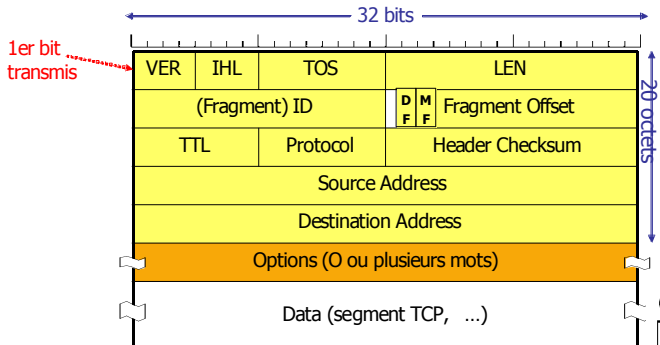 32 bits
1er bit
transmis
VER IHL TOS LEN
(Fragment) ID D F M F Fragment Offset
TTL Protocol Header Checksum
Source Address
Destination Address
20 octets
Options (O ou plusieurs mots)
Data (segment TCP, …)